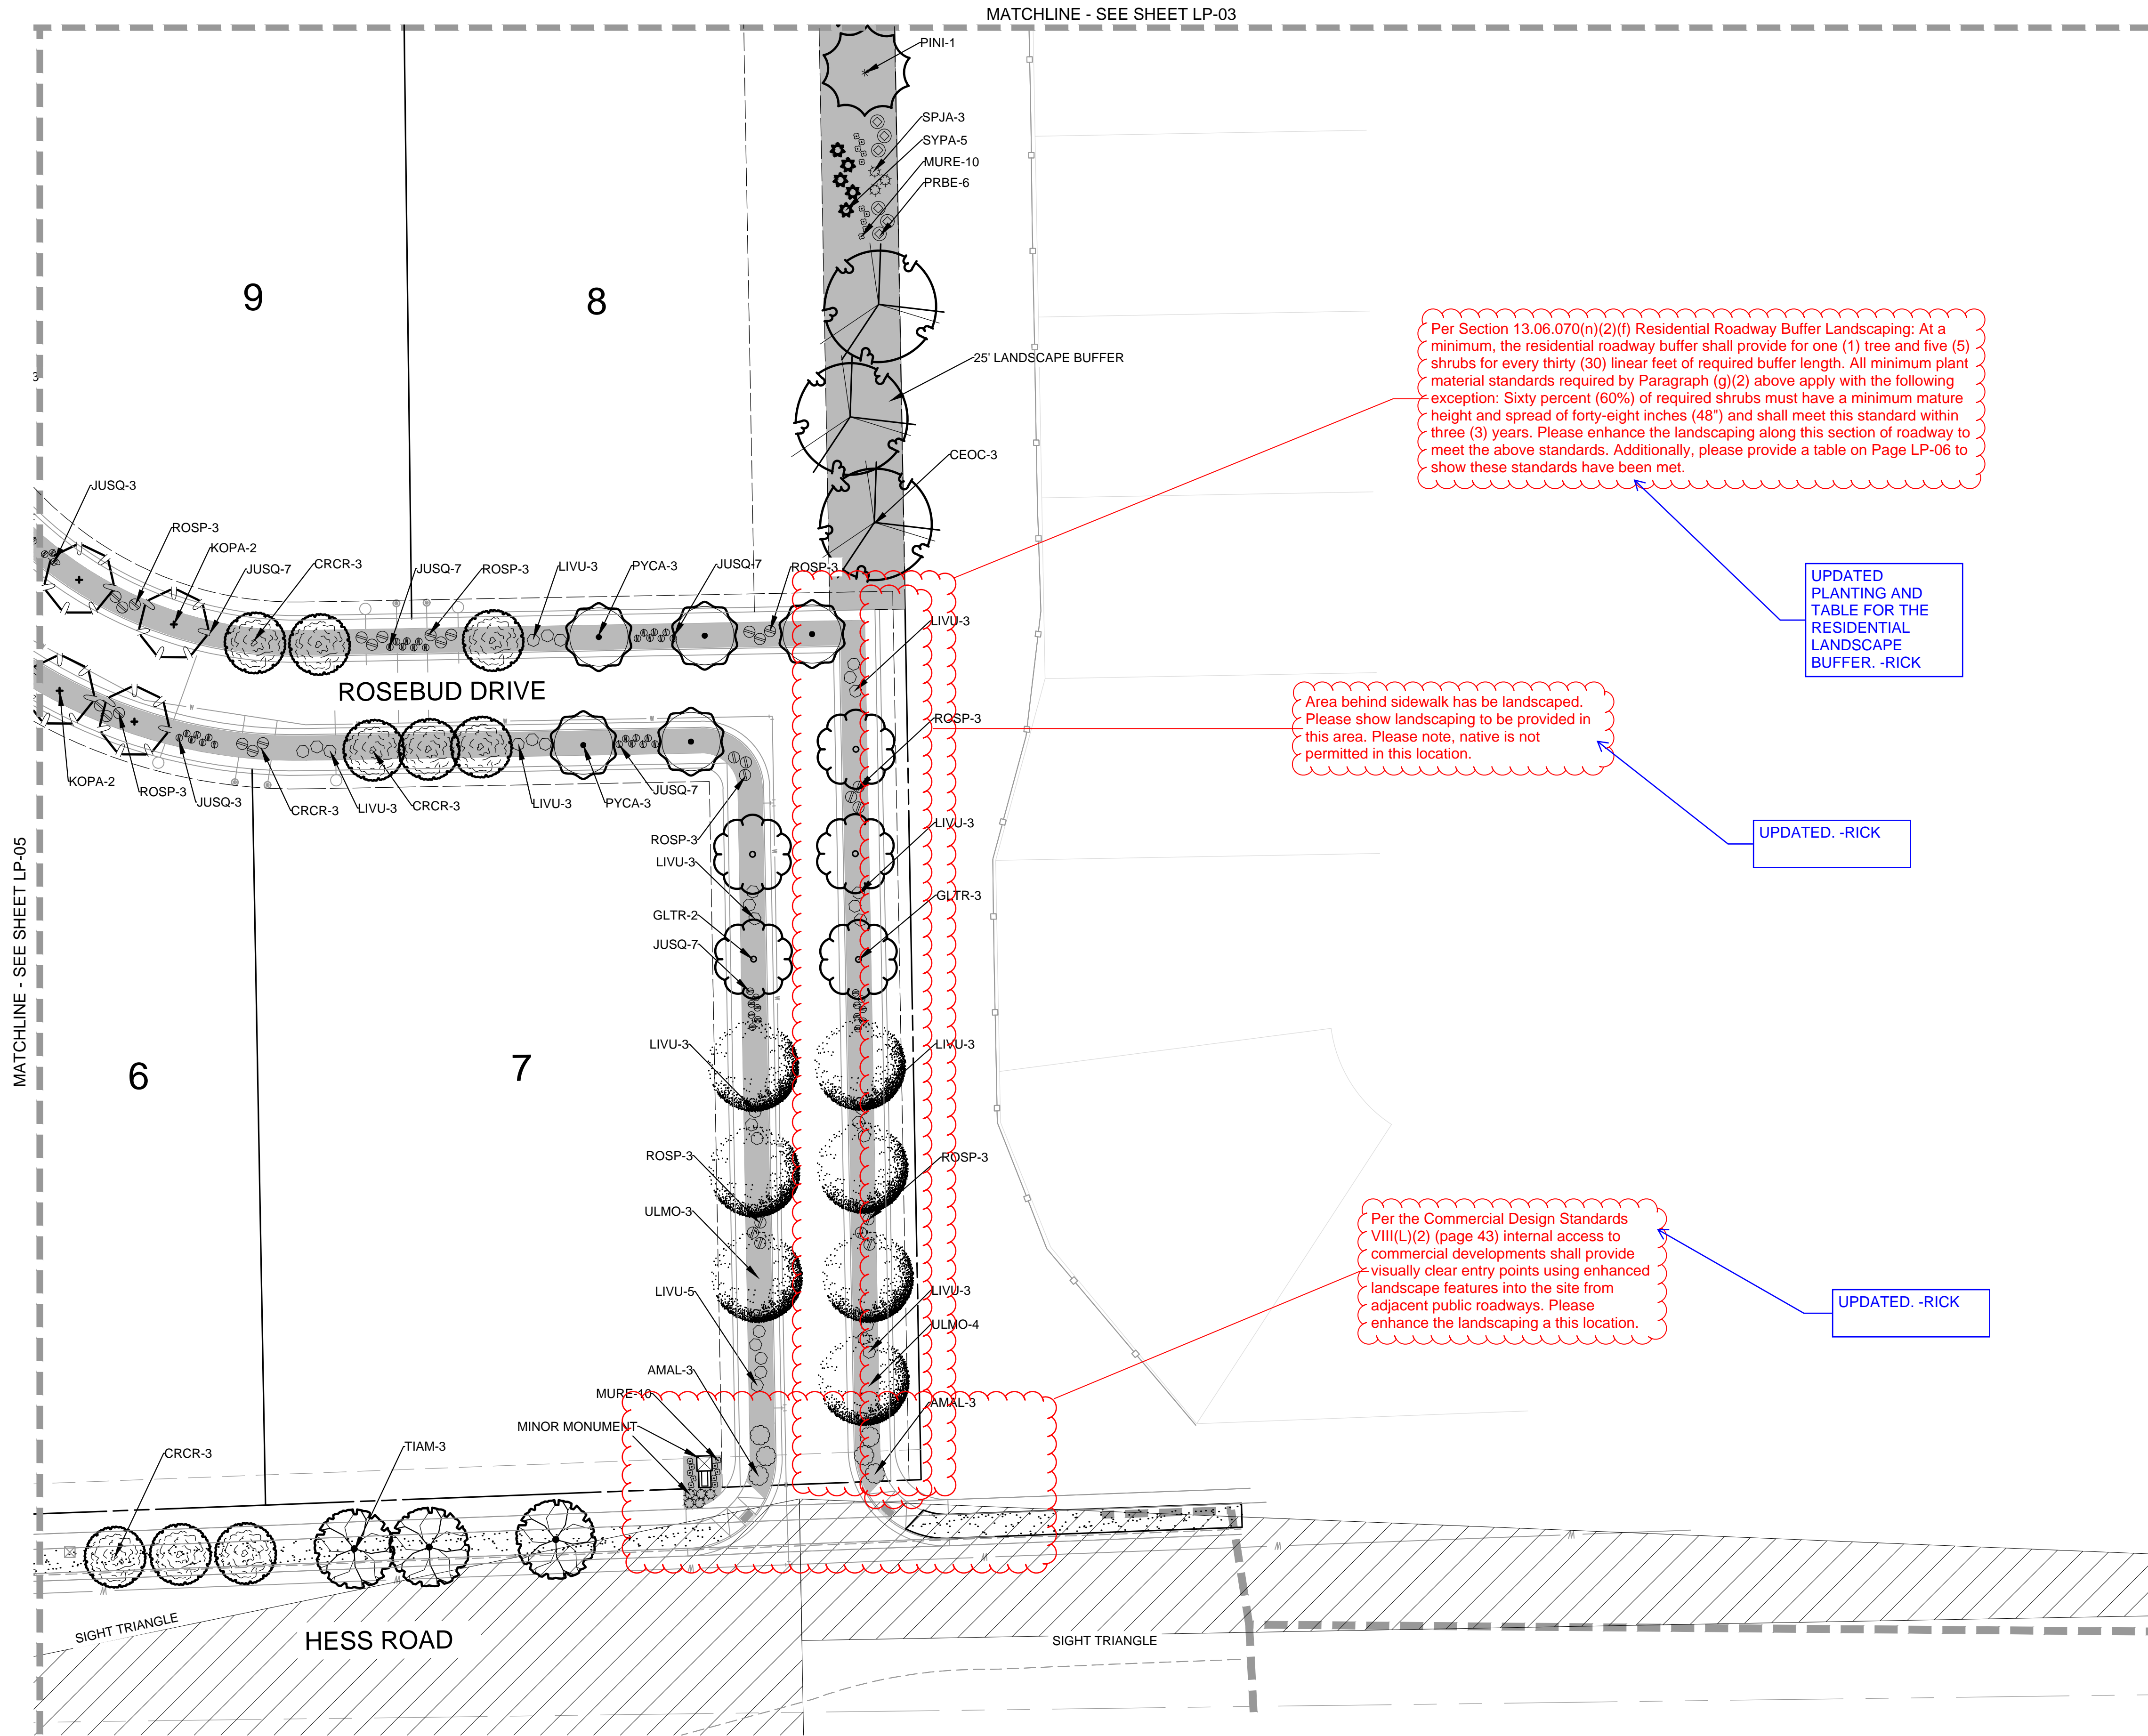 MATCHLINE - SEE SHEET LP-03
PINI-1
SPJA-3
SYPA-5
MURE-10
PRBE-6
9
8
25' LANDSCAPE BUFFER
CEOC-3
Per Section 13.06.070(n)(2)(f) Residential Roadway Buffer Landscaping: At a
minimum, the residential roadway buffer shall provide for one (1) tree and five (5)
shrubs for every thirty (30) linear feet of required buffer length. All minimum plant
material standards required by Paragraph (g)(2) above apply with the following
exception: Sixty percent (60%) of required shrubs must have a minimum mature
height and spread of forty-eight inches (48") and shall meet this standard within
three (3) years. Please enhance the landscaping along this section of roadway to
meet the above standards. Additionally, please provide a table on Page LP-06 to
show these standards have been met.
UPDATED
PLANTING AND
TABLE FOR THE
RESIDENTIAL
LANDSCAPE
BUFFER. -RICK
JUSQ-3
ROSP-3
KOPA-2
JUSQ-7
CRCR-3
JUSQ-7
ROSP-3
LIVU-3
PYCA-3
JUSQ-7
ROSP-3
LIVU-3
ROSEBUD DRIVE
ROSP-3
Area behind sidewalk has be landscaped.
Please show landscaping to be provided in
this area. Please note, native is not
permitted in this location.
UPDATED. -RICK
KOPA-2
ROSP-3
JUSQ-3
CRCR-3
LIVU-3
CRCR-3
LIVU-3
PYCA-3
JUSQ-7
ROSP-3
LIVU-3
LIVU-3
GLTR-3
GLTR-2
JUSQ-7
MATCHLINE - SEE SHEET LP-05
6
7
LIVU-3
LIVU-3
ROSP-3
ROSP-3
ULMO-3
LIVU-5
LIVU-3
ULMO-4
Per the Commercial Design Standards
VIII(L)(2) (page 43) internal access to
commercial developments shall provide
visually clear entry points using enhanced
landscape features into the site from
adjacent public roadways. Please
enhance the landscaping a this location.
UPDATED. -RICK
AMAL-3
MURE-10
AMAL-3
MINOR MONUMENT
CRCR-3
TIAM-3
SIGHT TRIANGLE
HESS ROAD
SIGHT TRIANGLE